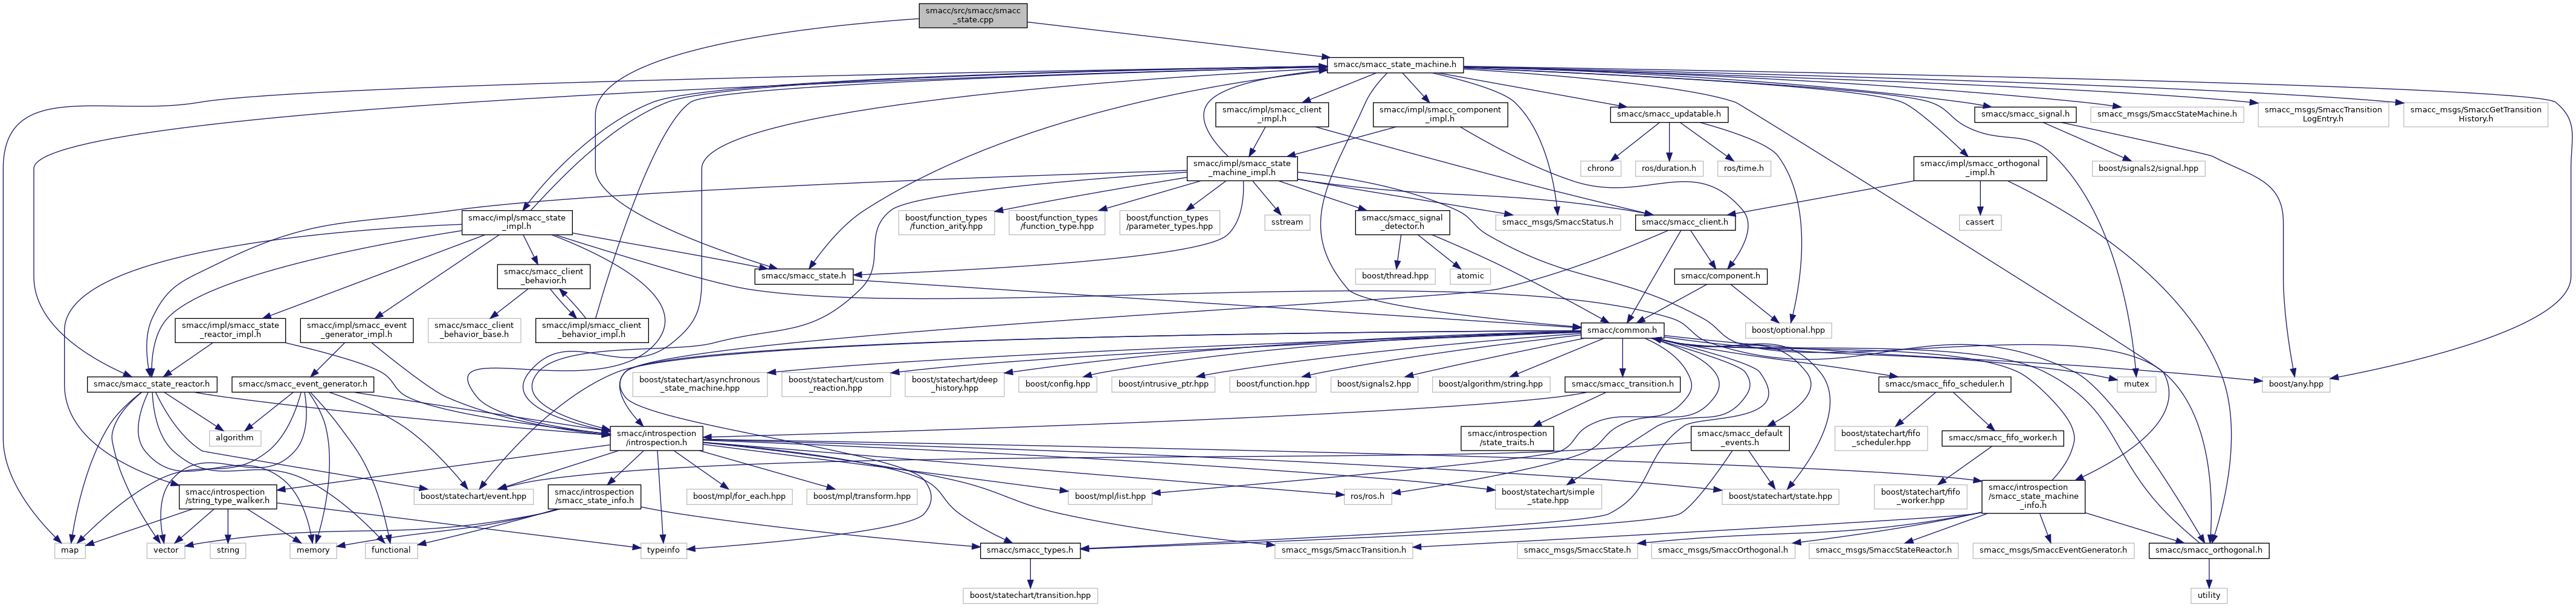 smacc/src/smacc/smacc
_state.cpp
smacc/smacc_state_machine.h
smacc/impl/smacc_client
_impl.h
smacc/impl/smacc_component
_impl.h
smacc/smacc_updatable.h
smacc/smacc_signal.h
smacc_msgs/SmaccStateMachine.h
smacc_msgs/SmaccTransition
LogEntry.h
smacc_msgs/SmaccGetTransition
History.h
smacc/impl/smacc_state
_machine_impl.h
chrono
ros/duration.h
ros/time.h
smacc/impl/smacc_orthogonal
_impl.h
boost/signals2/signal.hpp
smacc/impl/smacc_state
_impl.h
boost/function_types
/function_arity.hpp
boost/function_types
/function_type.hpp
boost/function_types
/parameter_types.hpp
sstream
smacc/smacc_signal
_detector.h
smacc_msgs/SmaccStatus.h
smacc/smacc_client.h
cassert
smacc/smacc_client
_behavior.h
smacc/smacc_state.h
boost/thread.hpp
atomic
smacc/component.h
smacc/impl/smacc_state
_reactor_impl.h
smacc/impl/smacc_event
_generator_impl.h
smacc/smacc_client
_behavior_base.h
smacc/impl/smacc_client
_behavior_impl.h
smacc/common.h
boost/optional.hpp
smacc/smacc_state_reactor.h
smacc/smacc_event_generator.h
boost/statechart/asynchronous
_state_machine.hpp
boost/statechart/custom
_reaction.hpp
boost/statechart/deep
_history.hpp
boost/config.hpp
boost/intrusive_ptr.hpp
boost/function.hpp
boost/signals2.hpp
boost/algorithm/string.hpp
smacc/smacc_transition.h
smacc/smacc_fifo_scheduler.h
mutex
boost/any.hpp
algorithm
smacc/introspection
/introspection.h
smacc/introspection
/state_traits.h
smacc/smacc_default
_events.h
boost/statechart/fifo
_scheduler.hpp
smacc/smacc_fifo_worker.h
smacc/introspection
/string_type_walker.h
boost/statechart/event.hpp
smacc/introspection
/smacc_state_info.h
boost/mpl/for_each.hpp
boost/mpl/transform.hpp
boost/mpl/list.hpp
ros/ros.h
boost/statechart/simple
_state.hpp
boost/statechart/state.hpp
boost/statechart/fifo
_worker.hpp
smacc/introspection
/smacc_state_machine
_info.h
map
vector
string
memory
functional
typeinfo
smacc/smacc_types.h
smacc_msgs/SmaccTransition.h
smacc_msgs/SmaccState.h
smacc_msgs/SmaccOrthogonal.h
smacc_msgs/SmaccStateReactor.h
smacc_msgs/SmaccEventGenerator.h
smacc/smacc_orthogonal.h
boost/statechart/transition.hpp
utility